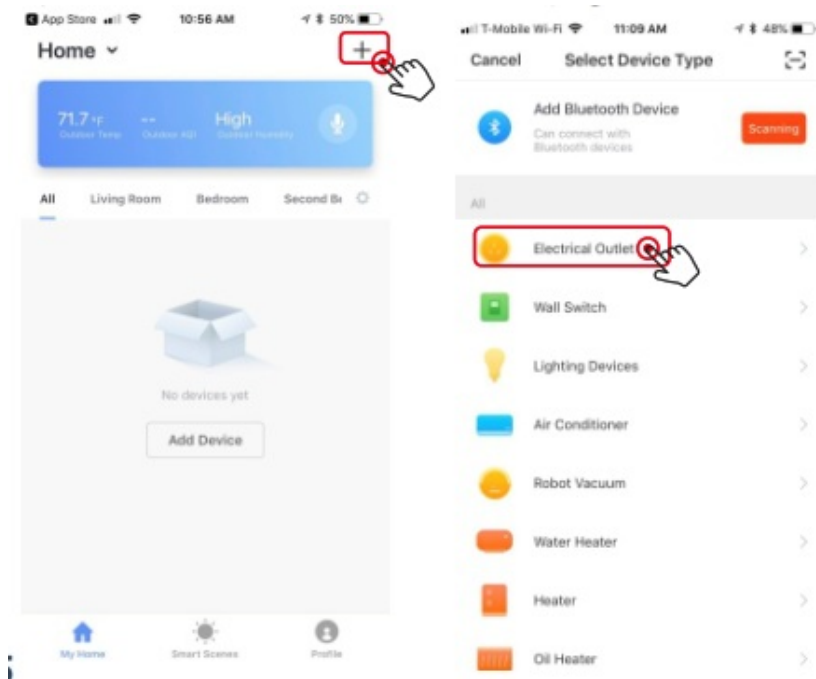 App Store
10:56 AM
50%
Home
71.7 °F
--
High
Outdoor Temp
Outdoor AQI
Outdoor Humidity
All
Living Room
Bedroom
Second Be
No devices yet
Add Device
My Home
Smart Scenes
Profile
T-Mobile Wi-Fi
11:09 AM
48%
Cancel
Select Device Type
Add Bluetooth Device
Can connect with
Bluetooth devices
Scanning
All
Electrical Outlet
Wall Switch
Lighting Devices
Air Conditioner
Robot Vacuum
Water Heater
Heater
Oil Heater